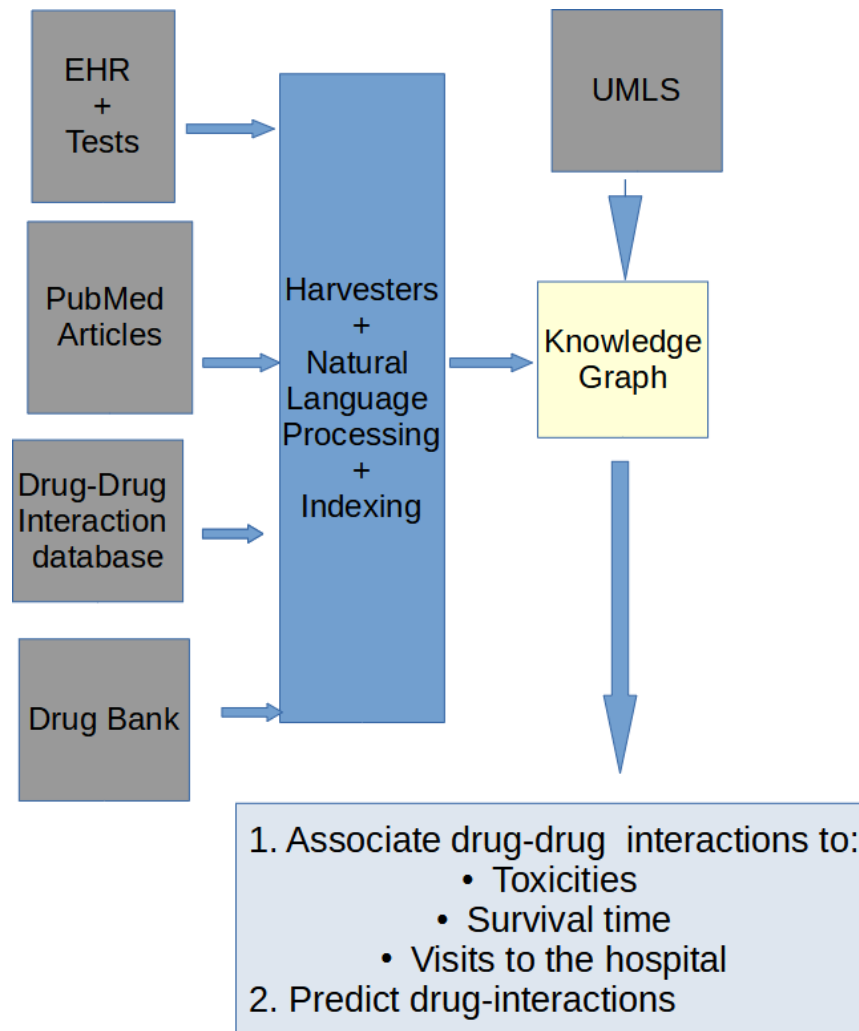 EHR
+
Tests
UMLS
PubMed
Articles
Harvesters
+
Natural
Language
Processing
+
Indexing
Knowledge
Graph
Drug-Drug
Interaction
database
Drug Bank
1. Associate drug-drug interactions to:
• Toxicities
• Survival time
• Visits to the hospital
2. Predict drug-interactions